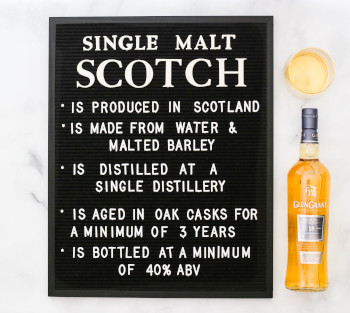 SINGLE MALT
SCOTCH
· IS PRODUCED IN SCOTLAND
· IS MADE FROM WATER &
MALTED BARLEY
· IS DISTILLED AT A
SINGLE DISTILLERY
· IS AGED IN OAK CASKS FOR
A MINIMUM OF 3 YEARS
· IS BOTTLED AT A MINIMUM
OF 40% ABV
GLENGRANT